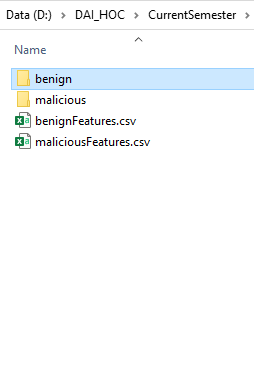 Data (D:) > DAI_HOC > CurrentSemester >
Name
benign
malicious
benignFeatures.csv
maliciousFeatures.csv